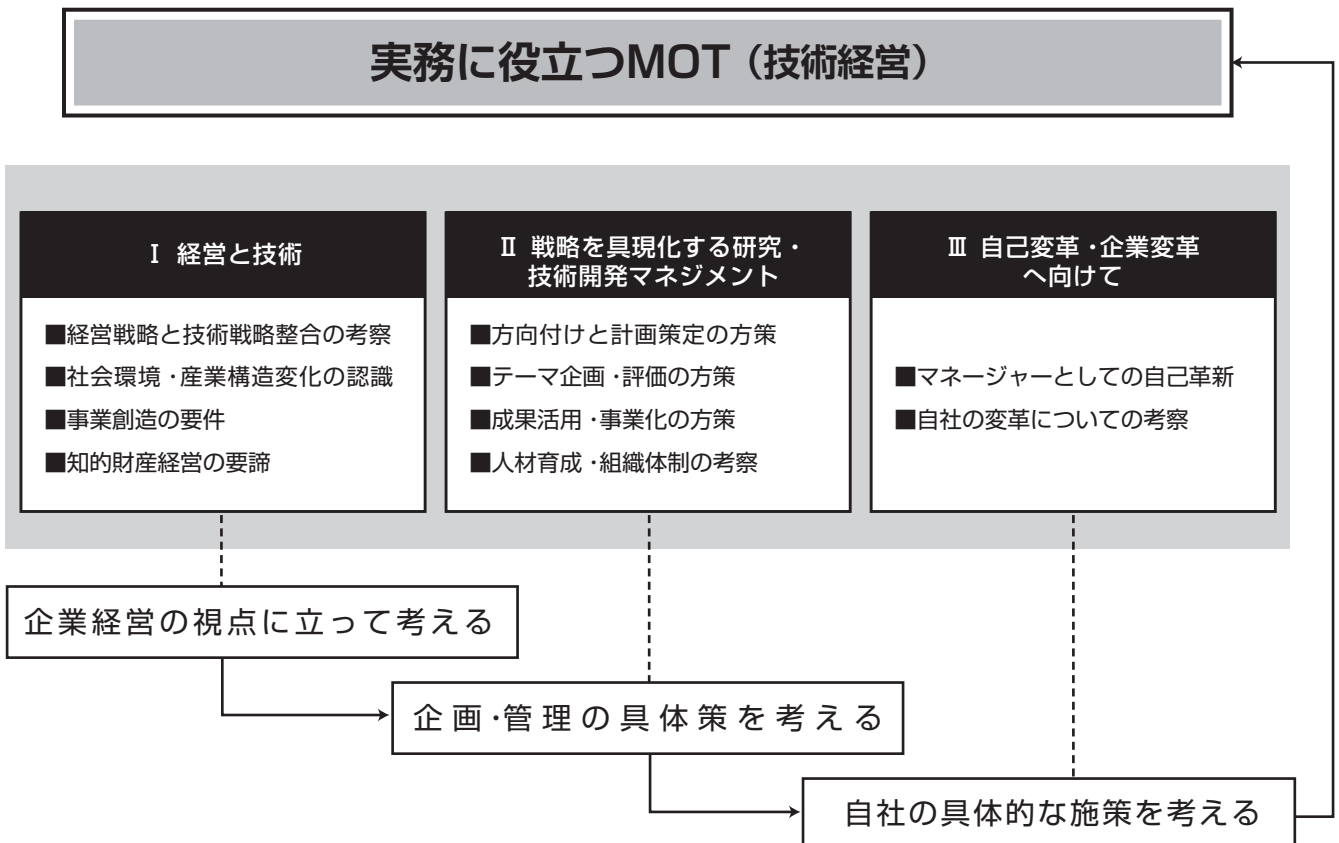 実務に役立つMOT（技術経営）
Ⅰ 経営と技術
■経営戦略と技術戦略整合の考察
■社会環境・産業構造変化の認識
■事業創造の要件
■知的財産経営の要諦
Ⅱ 戦略を具現化する研究・
技術開発マネジメント
■方向付けと計画策定の方策
■テーマ企画・評価の方策
■成果活用・事業化の方策
■人材育成・組織体制の考察
Ⅲ 自己変革・企業変革
へ向けて
■マネージャーとしての自己革新
■自社の変革についての考察
企業経営の視点に立って考える
企画・管理の具体策を考える
自社の具体的な施策を考える